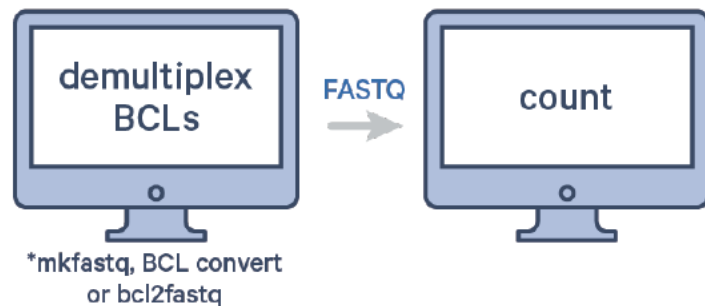 demultiplex
BCLs
FASTQ
count
*mkfastq, BCL convert
or bcl2fastq